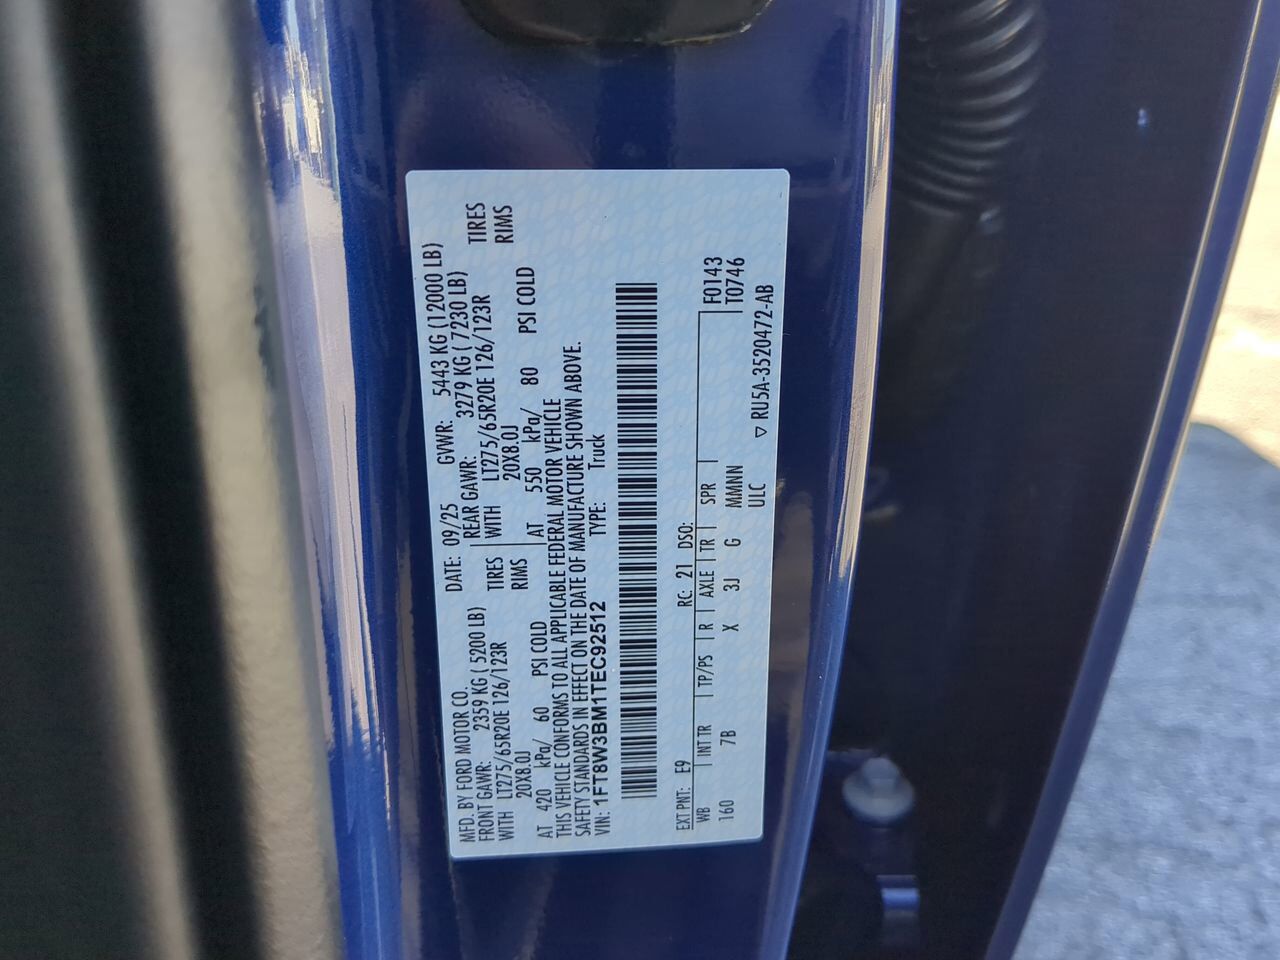 MFD. BY FORD MOTOR CO. DATE: 09/25 GVWR: 5443 KG (12000 LB)
FRONT GAWR: 2359 KG ( 5200 LB) REAR GAWR: 3279 KG ( 7230 LB)
WITH LT275/65R20E 126/123R TIRES WITH LT275/65R20E 126/123R TIRES
20X8.0J RIMS 20X8.0J RIMS
AT 420 kPa/ 60 PSI COLD AT 550 kPa/ 80 PSI COLD
THIS VEHICLE CONFORMS TO ALL APPLICABLE FEDERAL MOTOR VEHICLE
SAFETY STANDARDS IN EFFECT ON THE DATE OF MANUFACTURE SHOWN ABOVE.
VIN: 1FT8W3BM1TEC92512 TYPE: Truck
EXT PNT: E9 RC: 21 DSO:
WB INT TR TP/PS R AXLE TR SPR F0143
160 7B X 3J G MMNN T0746
ULC ▽ RU5A-3520472-AB